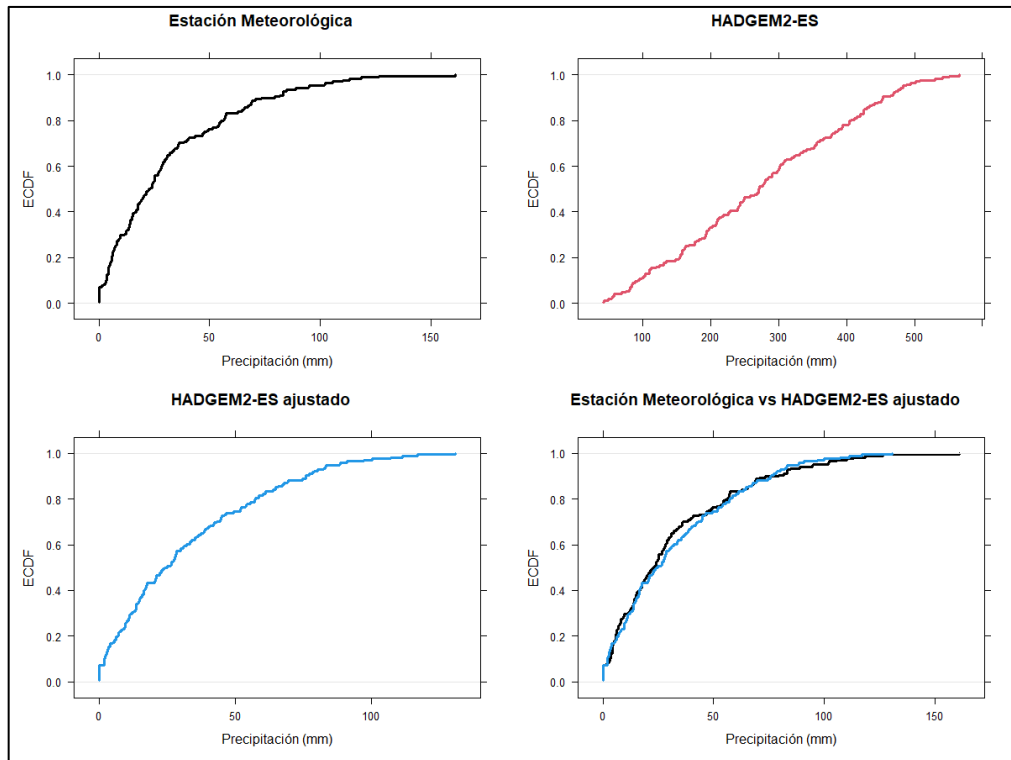 Estación Meteorológica
ECDF
1.0
0.8
0.6
0.4
0.2
0.0
0 50 100 150
Precipitación (mm)
HADGEM2-ES
ECDF
1.0
0.8
0.6
0.4
0.2
0.0
100 200 300 400 500
Precipitación (mm)
HADGEM2-ES ajustado
ECDF
1.0
0.8
0.6
0.4
0.2
0.0
0 50 100
Precipitación (mm)
Estación Meteorológica vs HADGEM2-ES ajustado
ECDF
1.0
0.8
0.6
0.4
0.2
0.0
0 50 100 150
Precipitación (mm)